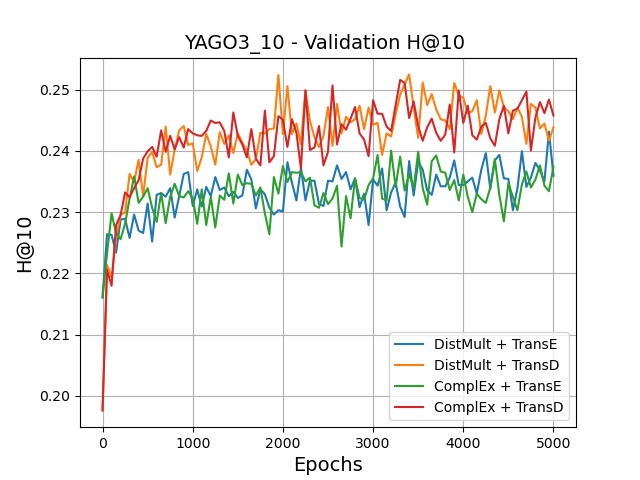 YAGO3_10 - Validation H@10
H@10
0.25
0.24
0.23
0.22
0.21
0.20
0
1000
2000
3000
4000
5000
Epochs
DistMult + TransE
DistMult + TransD
ComplEx + TransE
ComplEx + TransD